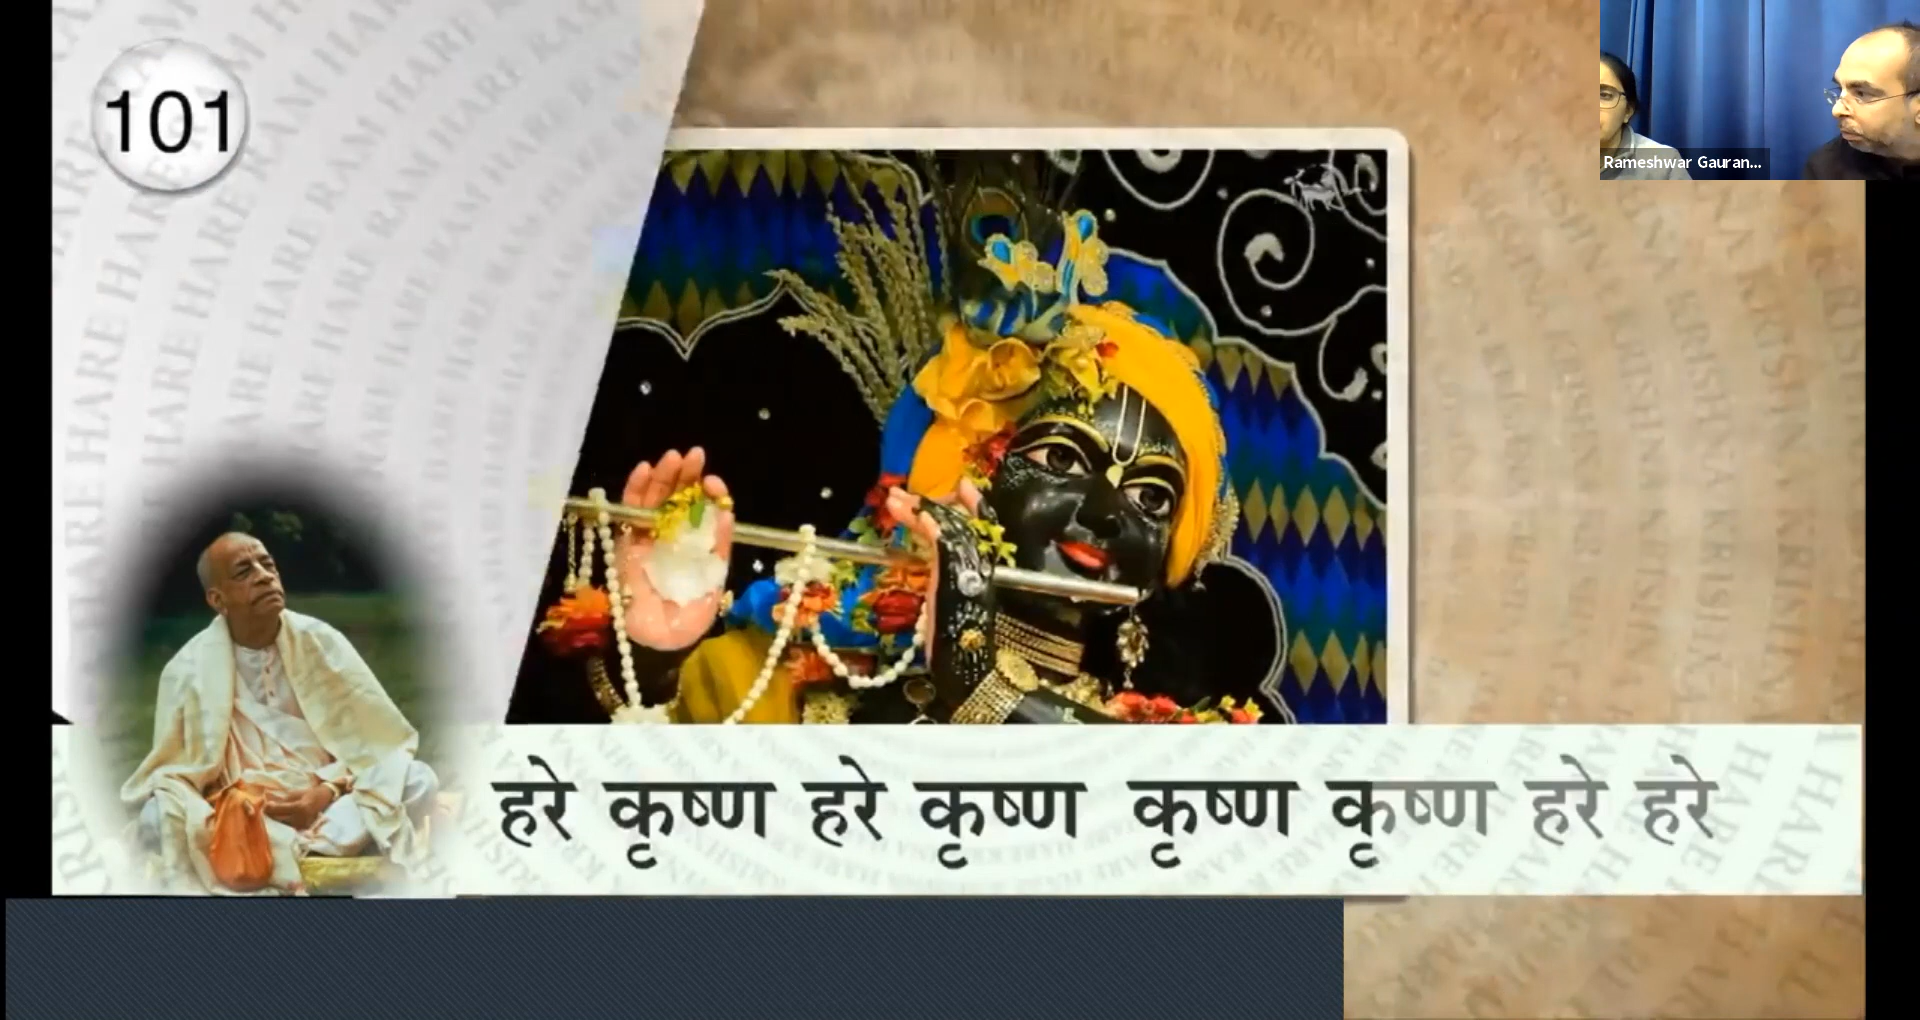 101
Rameshwar Gauran...
हरे कृष्ण हरे कृष्ण कृष्ण कृष्ण हरे हरे